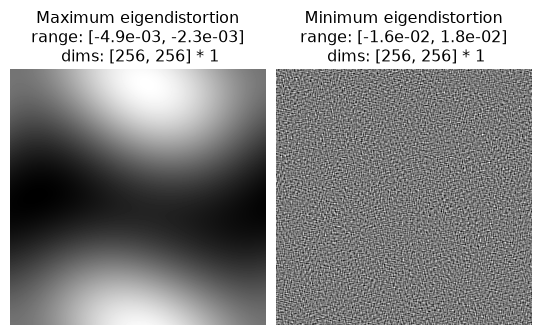 Maximum eigendistortion
range: [-4.9e-03, -2.3e-03]
dims: [256, 256] * 1
Minimum eigendistortion
range: [-1.6e-02, 1.8e-02]
dims: [256, 256] * 1